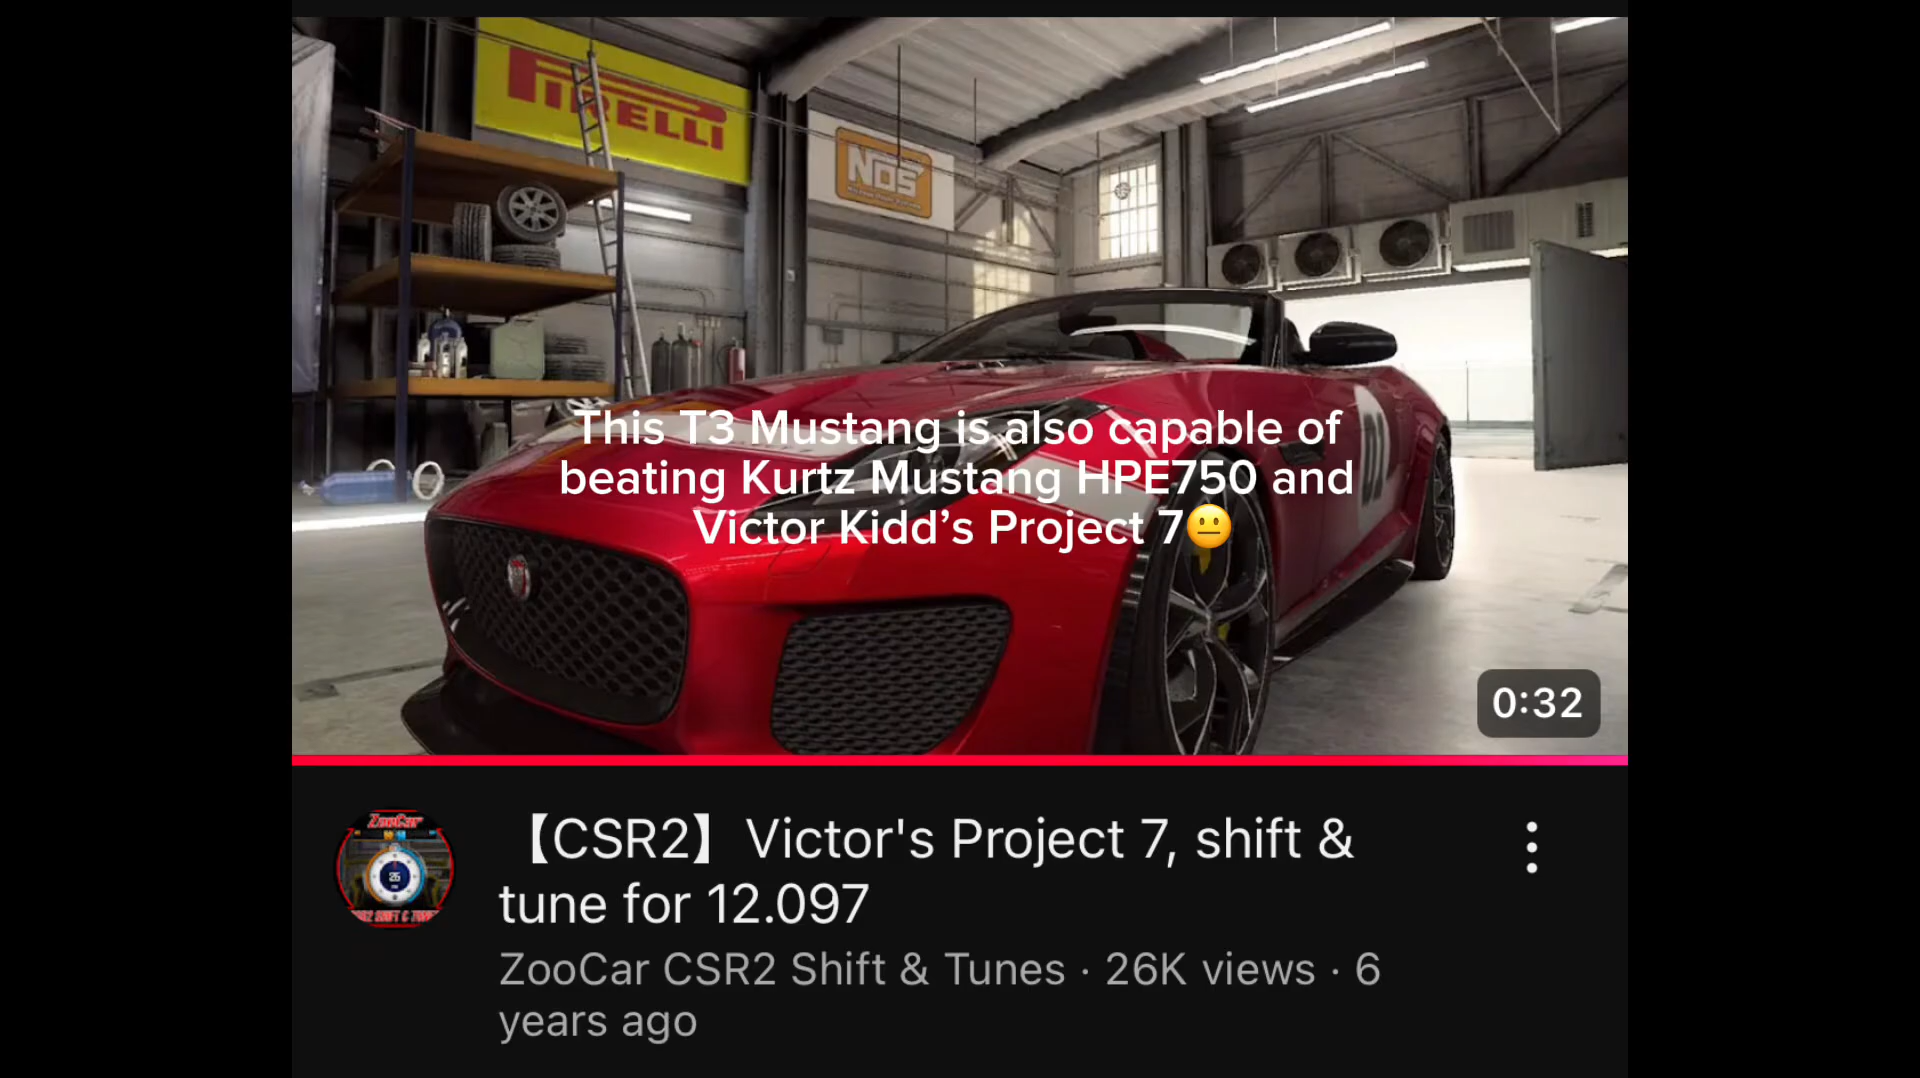 PIRELLI
NOS
This T3 Mustang is also capable of
beating Kurtz Mustang HPE750 and
Victor Kidd’s Project 7😐
0:32
ZooCar
【CSR2】Victor's Project 7, shift &
tune for 12.097
ZooCar CSR2 Shift & Tunes · 26K views · 6
years ago